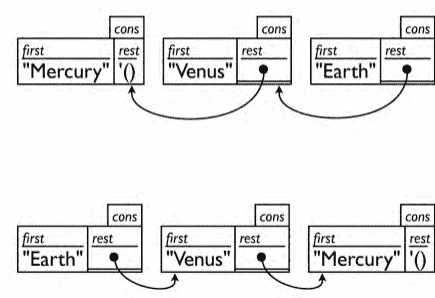 cons cons cons
first rest first rest first rest
"Mercury" '() "Venus" "Earth"
cons cons cons
first rest first rest first rest
"Earth" "Venus" "Mercury" '()